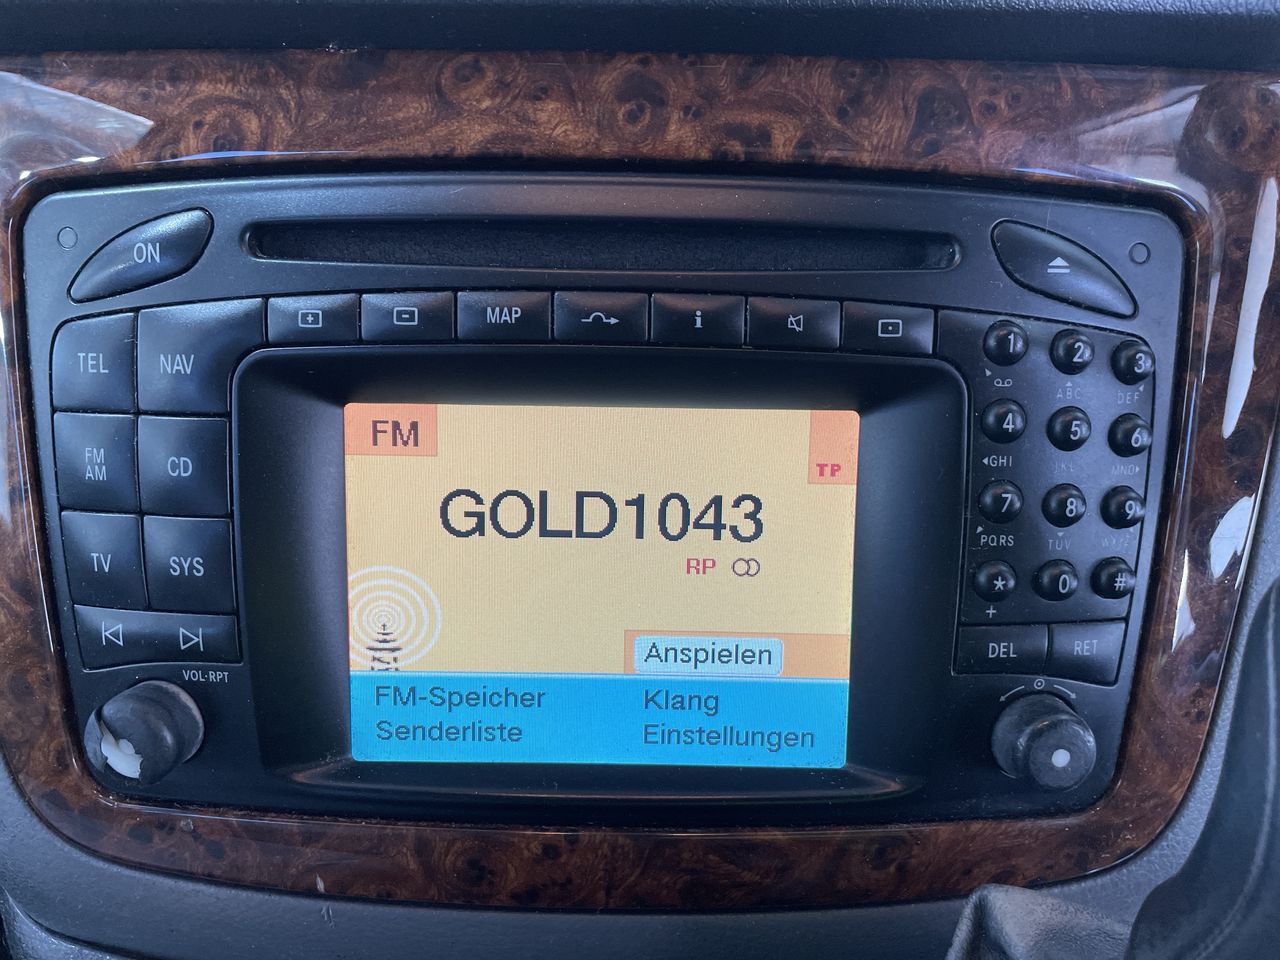 ON
MAP
i
TEL
NAV
FM
AM
CD
TV
SYS
VOL·RPT
FM
TP
GOLD1043
RP
Anspielen
FM-Speicher
Klang
Senderliste
Einstellungen
1
2
3
ABC
DEF
4
5
6
GHI
JKL
MNO
7
8
9
PQRS
TUV
*
0
#
+
DEL
RET